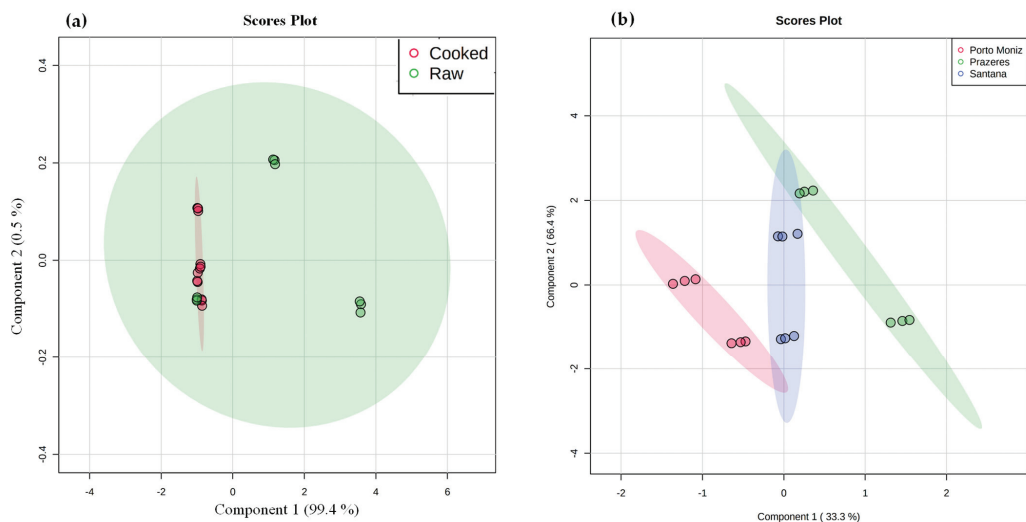 (a)
Scores Plot
Cooked
Raw
Component 2 (0.5 %)
0.4
0.2
0.0
-0.2
-0.4
-4
-2
0
2
4
6
Component 1 (99.4 %)
(b)
Scores Plot
Porto Moniz
Prazeres
Santana
Component 2 ( 66.4 %)
4
2
0
-2
-4
-2
-1
0
1
2
Component 1 ( 33.3 %)